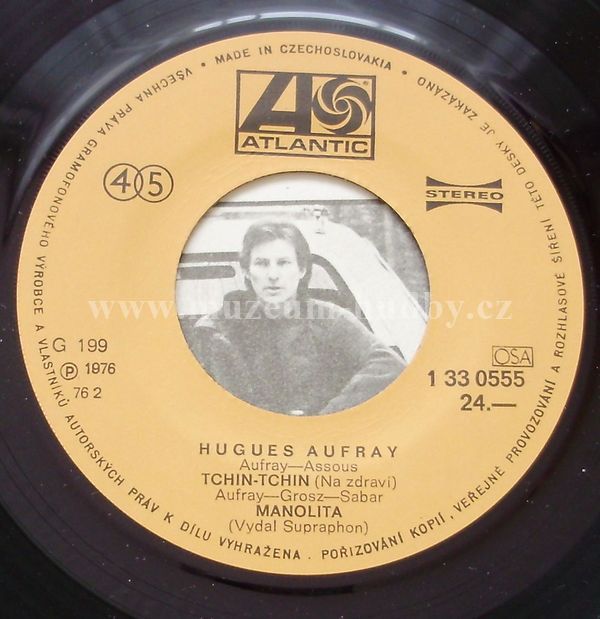 VŠECHNA PRÁVA GRAMOFONOVÉHO VÝROBCE A VLASTNÍKŮ AUTORSKÝCH PRÁV K DÍLU VYHRAŽENA. POŘIZOVÁNÍ KOPIÍ, VEŘEJNÉ PROVOZOVÁNÍ A ROZHLASOVÉ ŠÍŘENÍ TÉTO DESKY JE ZAKÁZÁNO
• MADE IN CZECHOSLOVAKIA •
ATLANTIC
45
STEREO
www.muzeum-hudby.cz
G 199
℗ 1976
76 2
OSA
1 33 0555
24.—
HUGUES AUFRAY
Aufray—Assous
TCHIN-TCHIN (Na zdraví)
Aufray—Grosz—Sabar
MANOLITA
(Vydal Supraphon)